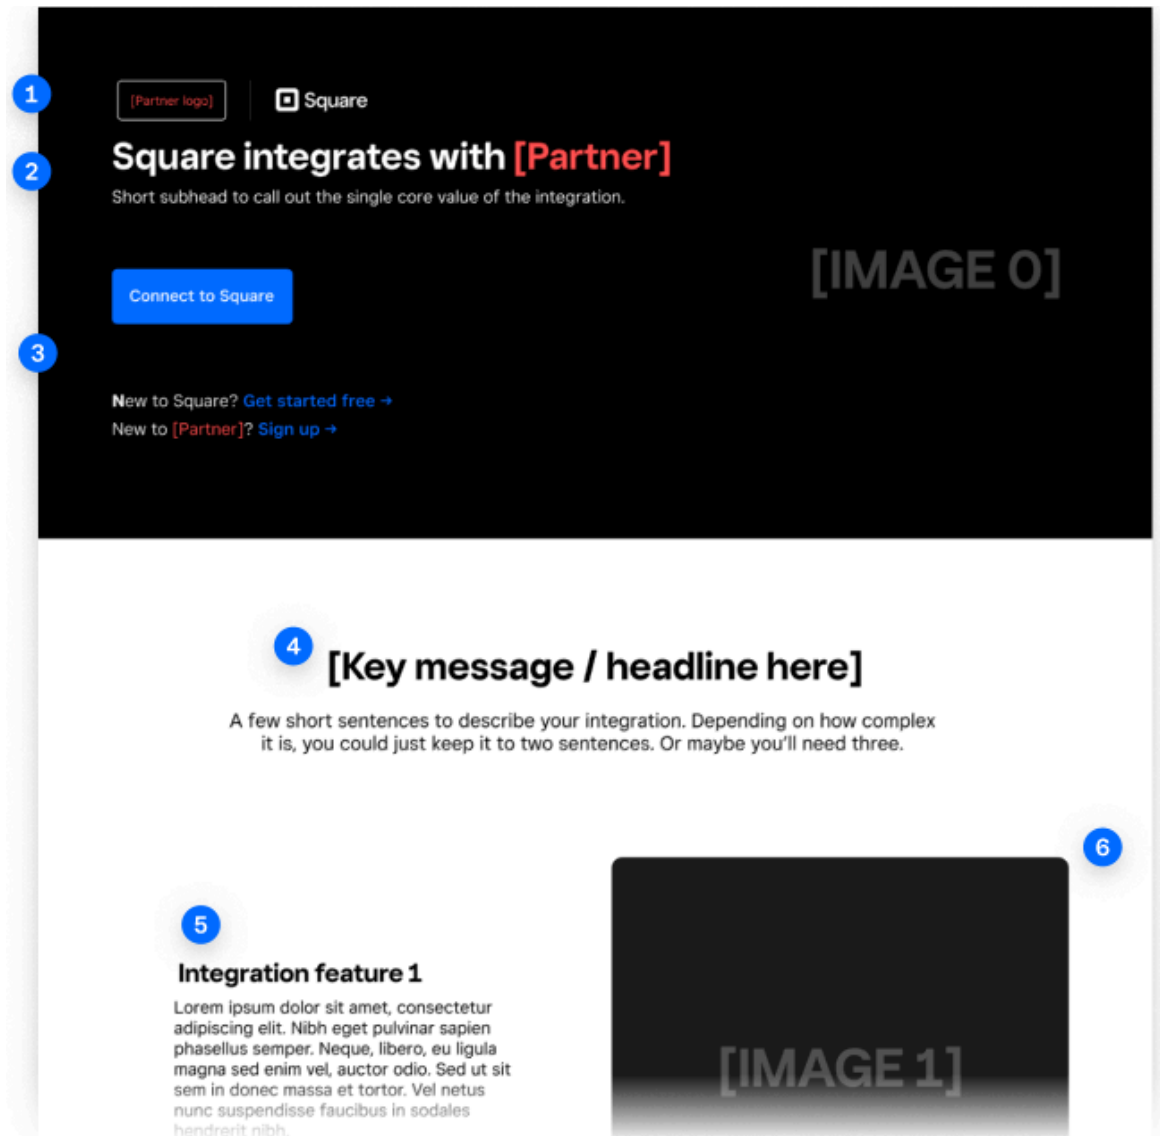 1
[Partner logo]
Square
2
Square integrates with [Partner]
Short subhead to call out the single core value of the integration.
[IMAGE 0]
Connect to Square
3
New to Square? Get started free →
New to [Partner]? Sign up →
4
[Key message / headline here]
A few short sentences to describe your integration. Depending on how complex
it is, you could just keep it to two sentences. Or maybe you'll need three.
6
5
Integration feature 1
Lorem ipsum dolor sit amet, consectetur
adipiscing elit. Nibh eget pulvinar sapien
phasellus semper. Neque, libero, eu ligula
magna sed enim vel, auctor odio. Sed ut sit
sem in donec massa et tortor. Vel netus
nunc suspendisse faucibus in sodales
hendrerit nibh.
[IMAGE 1]